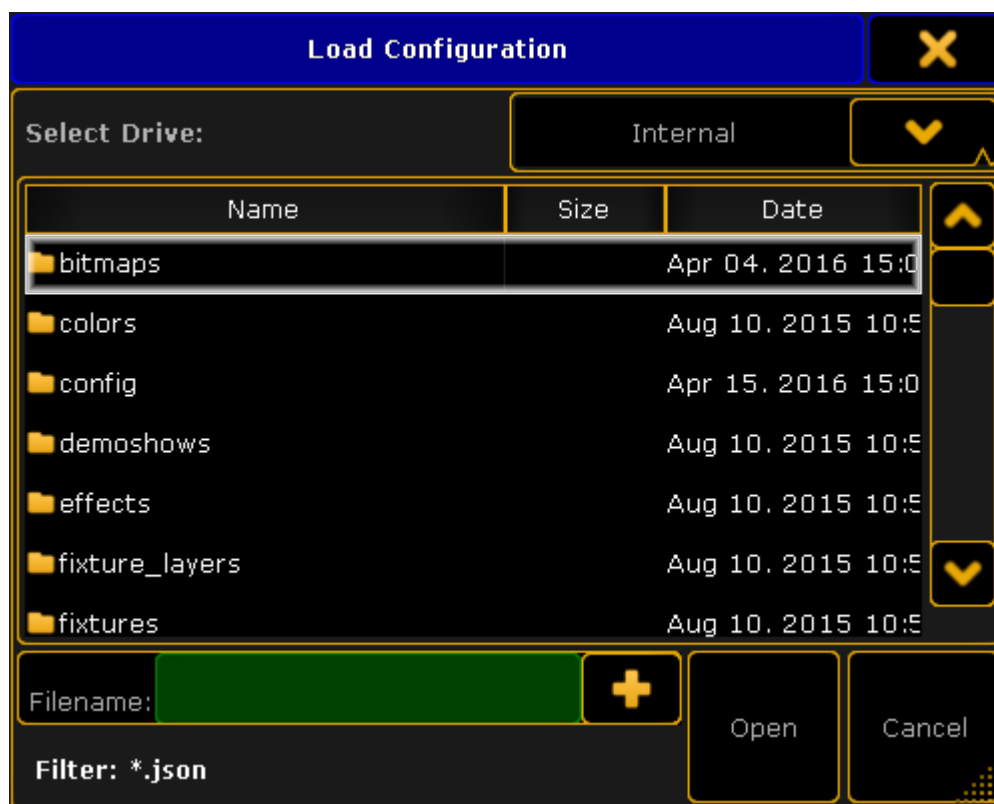 Load Configuration
Select Drive: Internal
Name Size Date
bitmaps Apr 04. 2016 15:0
colors Aug 10. 2015 10:5
config Apr 15. 2016 15:0
demoshows Aug 10. 2015 10:5
effects Aug 10. 2015 10:5
fixture_layers Aug 10. 2015 10:5
fixtures Aug 10. 2015 10:5
Filename:
Open Cancel
Filter: *.json